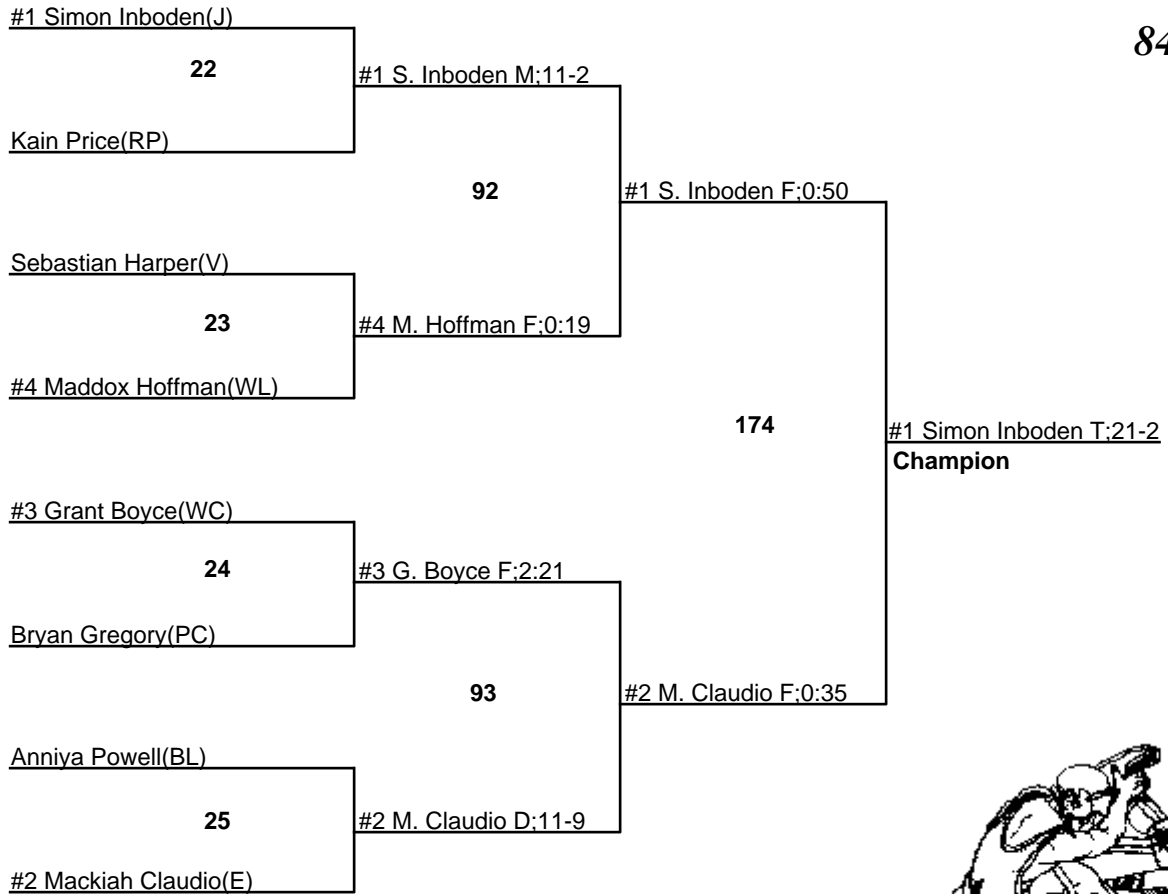 #1 Simon Inboden(J)
84
22
#1 S. Inboden M;11-2
Kain Price(RP)
92
#1 S. Inboden F;0:50
Sebastian Harper(V)
23
#4 M. Hoffman F;0:19
#4 Maddox Hoffman(WL)
174
#1 Simon Inboden T;21-2
Champion
#3 Grant Boyce(WC)
24
#3 G. Boyce F;2:21
Bryan Gregory(PC)
93
#2 M. Claudio F;0:35
Anniya Powell(BL)
25
#2 M. Claudio D;11-9
#2 Mackiah Claudio(E)